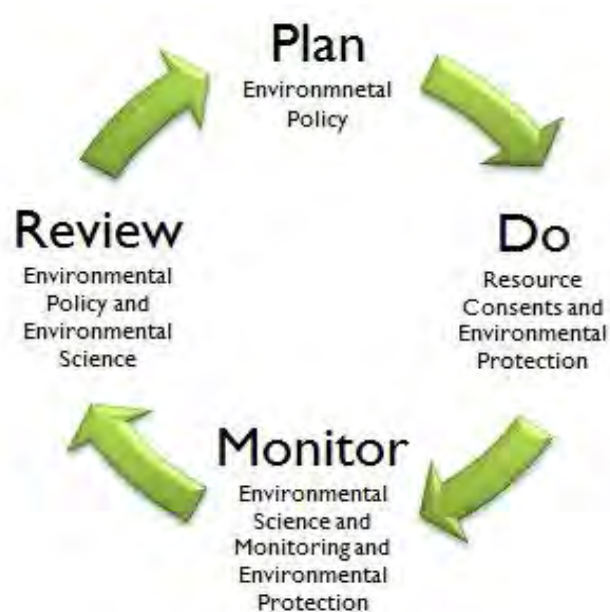 Plan
Environmnetal
Policy
Do
Resource
Consents and
Environmental
Protection
Monitor
Environmental
Science and
Monitoring and
Environmental
Protection
Review
Environmental
Policy and
Environmental
Science